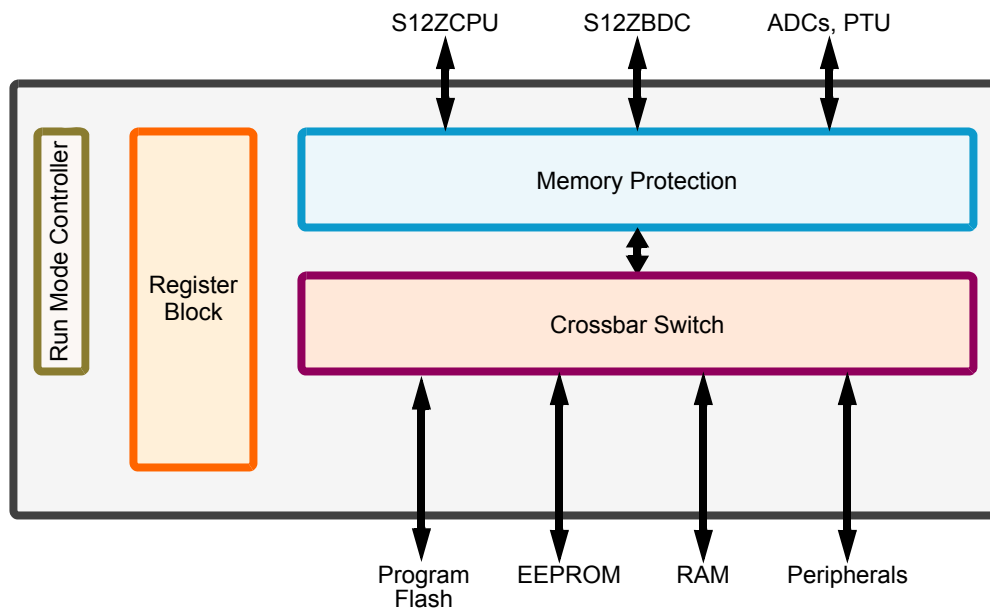 S12ZCPU
S12ZBDC
ADCs, PTU
Run Mode Controller
Register
Block
Memory Protection
Crossbar Switch
Program
Flash
EEPROM
RAM
Peripherals